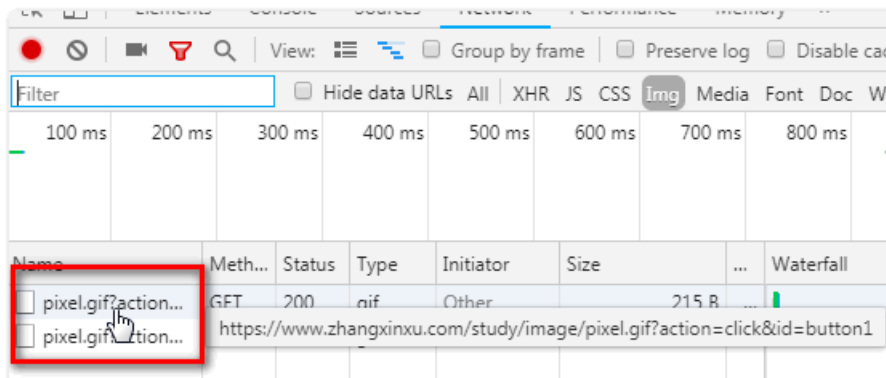 Elements Console Sources Network Performance Memory
View: Group by frame Preserve log Disable cac
Filter Hide data URLs All XHR JS CSS Img Media Font Doc W
100 ms 200 ms 300 ms 400 ms 500 ms 600 ms 700 ms 800 ms
Name Meth... Status Type Initiator Size ... Waterfall
pixel.gif?action... GET 200 gif Other 215 B ...
pixel.gif?action... https://www.zhangxinxu.com/study/image/pixel.gif?action=click&id=button1